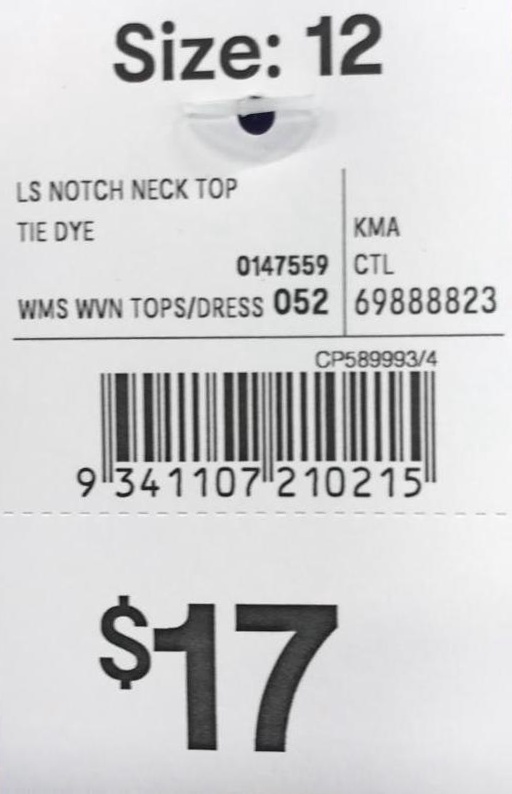 Size: 12
LS NOTCH NECK TOP
TIE DYE
KMA
0147559
CTL
WMS WVN TOPS/DRESS 052
69888823
CP589993/4
9 341107 210215
$17